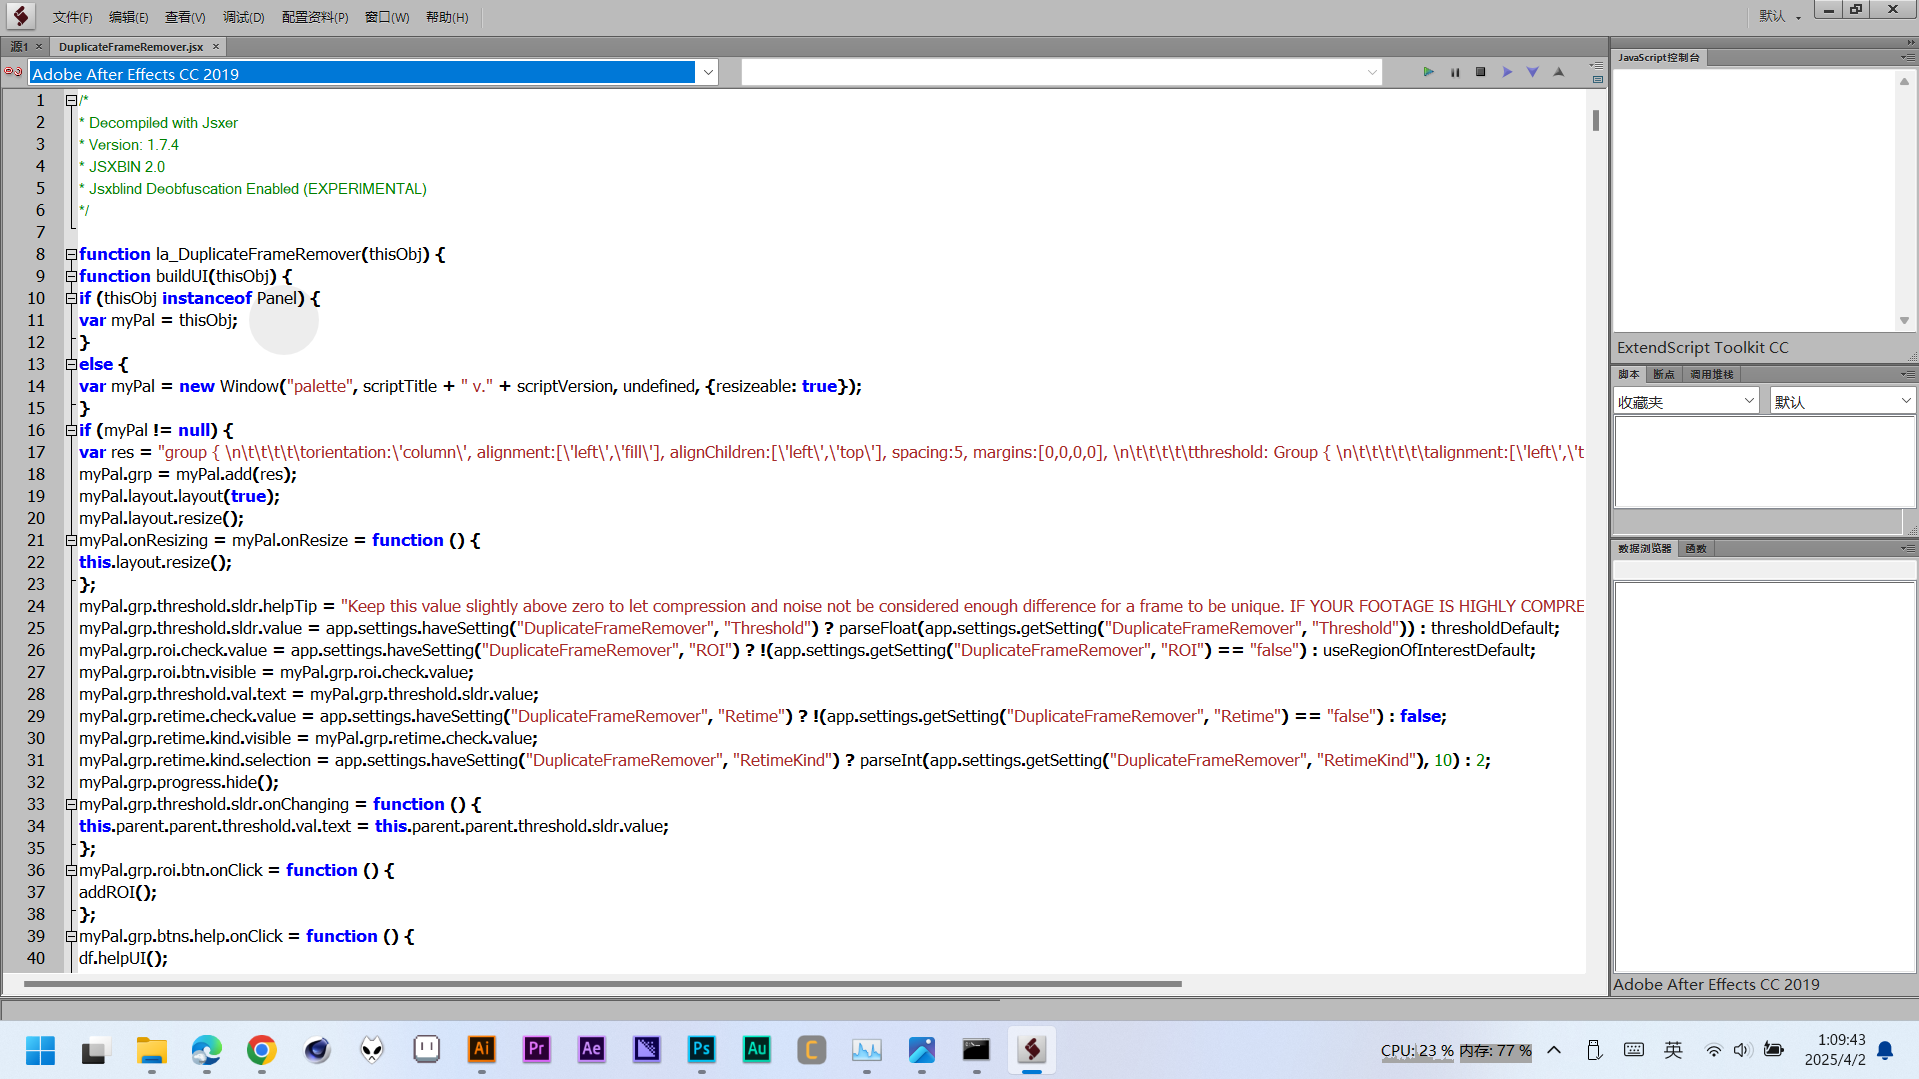 文件(F) 编辑(E) 查看(V) 调试(D) 配置资料(P) 窗口(W) 帮助(H)
默认
源1
DuplicateFrameRemover.jsx
Adobe After Effects CC 2019
1 /*
2 * Decompiled with Jsxer
3 * Version: 1.7.4
4 * JSXBIN 2.0
5 * Jsxblind Deobfuscation Enabled (EXPERIMENTAL)
6 */
7
8 function la_DuplicateFrameRemover(thisObj) {
9 function buildUI(thisObj) {
10 if (thisObj instanceof Panel) {
11 var myPal = thisObj;
12 }
13 else {
14 var myPal = new Window("palette", scriptTitle + " v." + scriptVersion, undefined, {resizeable: true});
15 }
16 if (myPal != null) {
17 var res = "group { \n\t\t\t\t\torientation:\'column\', alignment:[\'left\',\'fill\'], alignChildren:[\'left\',\'top\'], spacing:5, margins:[0,0,0,0], \n\t\t\t\t\tthreshold: Group { \n\t\t\t\t\t\talignment:[\'left\',\'t
18 myPal.grp = myPal.add(res);
19 myPal.layout.layout(true);
20 myPal.layout.resize();
21 myPal.onResizing = myPal.onResize = function () {
22 this.layout.resize();
23 };
24 myPal.grp.threshold.sldr.helpTip = "Keep this value slightly above zero to let compression and noise not be considered enough difference for a frame to be unique. IF YOUR FOOTAGE IS HIGHLY COMPRE
25 myPal.grp.threshold.sldr.value = app.settings.haveSetting("DuplicateFrameRemover", "Threshold") ? parseFloat(app.settings.getSetting("DuplicateFrameRemover", "Threshold")) : thresholdDefault;
26 myPal.grp.roi.check.value = app.settings.haveSetting("DuplicateFrameRemover", "ROI") ? !(app.settings.getSetting("DuplicateFrameRemover", "ROI") == "false") : useRegionOfInterestDefault;
27 myPal.grp.roi.btn.visible = myPal.grp.roi.check.value;
28 myPal.grp.threshold.val.text = myPal.grp.threshold.sldr.value;
29 myPal.grp.retime.check.value = app.settings.haveSetting("DuplicateFrameRemover", "Retime") ? !(app.settings.getSetting("DuplicateFrameRemover", "Retime") == "false") : false;
30 myPal.grp.retime.kind.visible = myPal.grp.retime.check.value;
31 myPal.grp.retime.kind.selection = app.settings.haveSetting("DuplicateFrameRemover", "RetimeKind") ? parseInt(app.settings.getSetting("DuplicateFrameRemover", "RetimeKind"), 10) : 2;
32 myPal.grp.progress.hide();
33 myPal.grp.threshold.sldr.onChanging = function () {
34 this.parent.parent.threshold.val.text = this.parent.parent.threshold.sldr.value;
35 };
36 myPal.grp.roi.btn.onClick = function () {
37 addROI();
38 };
39 myPal.grp.btns.help.onClick = function () {
40 df.helpUI();
JavaScript控制台
ExtendScript Toolkit CC
脚本 断点 调用堆栈
收藏夹 默认
数据浏览器 函数
Adobe After Effects CC 2019
Ai Pr Ae Ps Au C
CPU: 23 % 内存: 77 %
英
1:09:43
2025/4/2